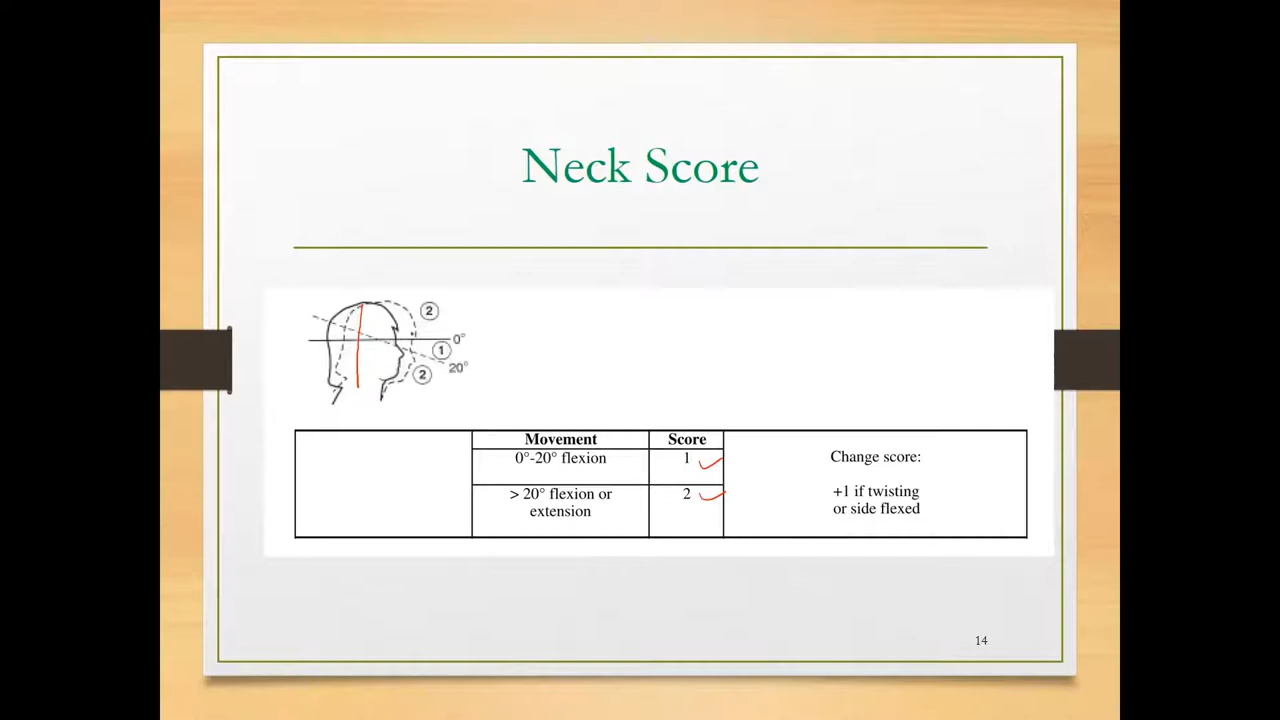 Neck Score
2
0°
1
20°
2
Movement
Score
0°-20° flexion
1
> 20° flexion or
extension
2
Change score:
+1 if twisting
or side flexed
14